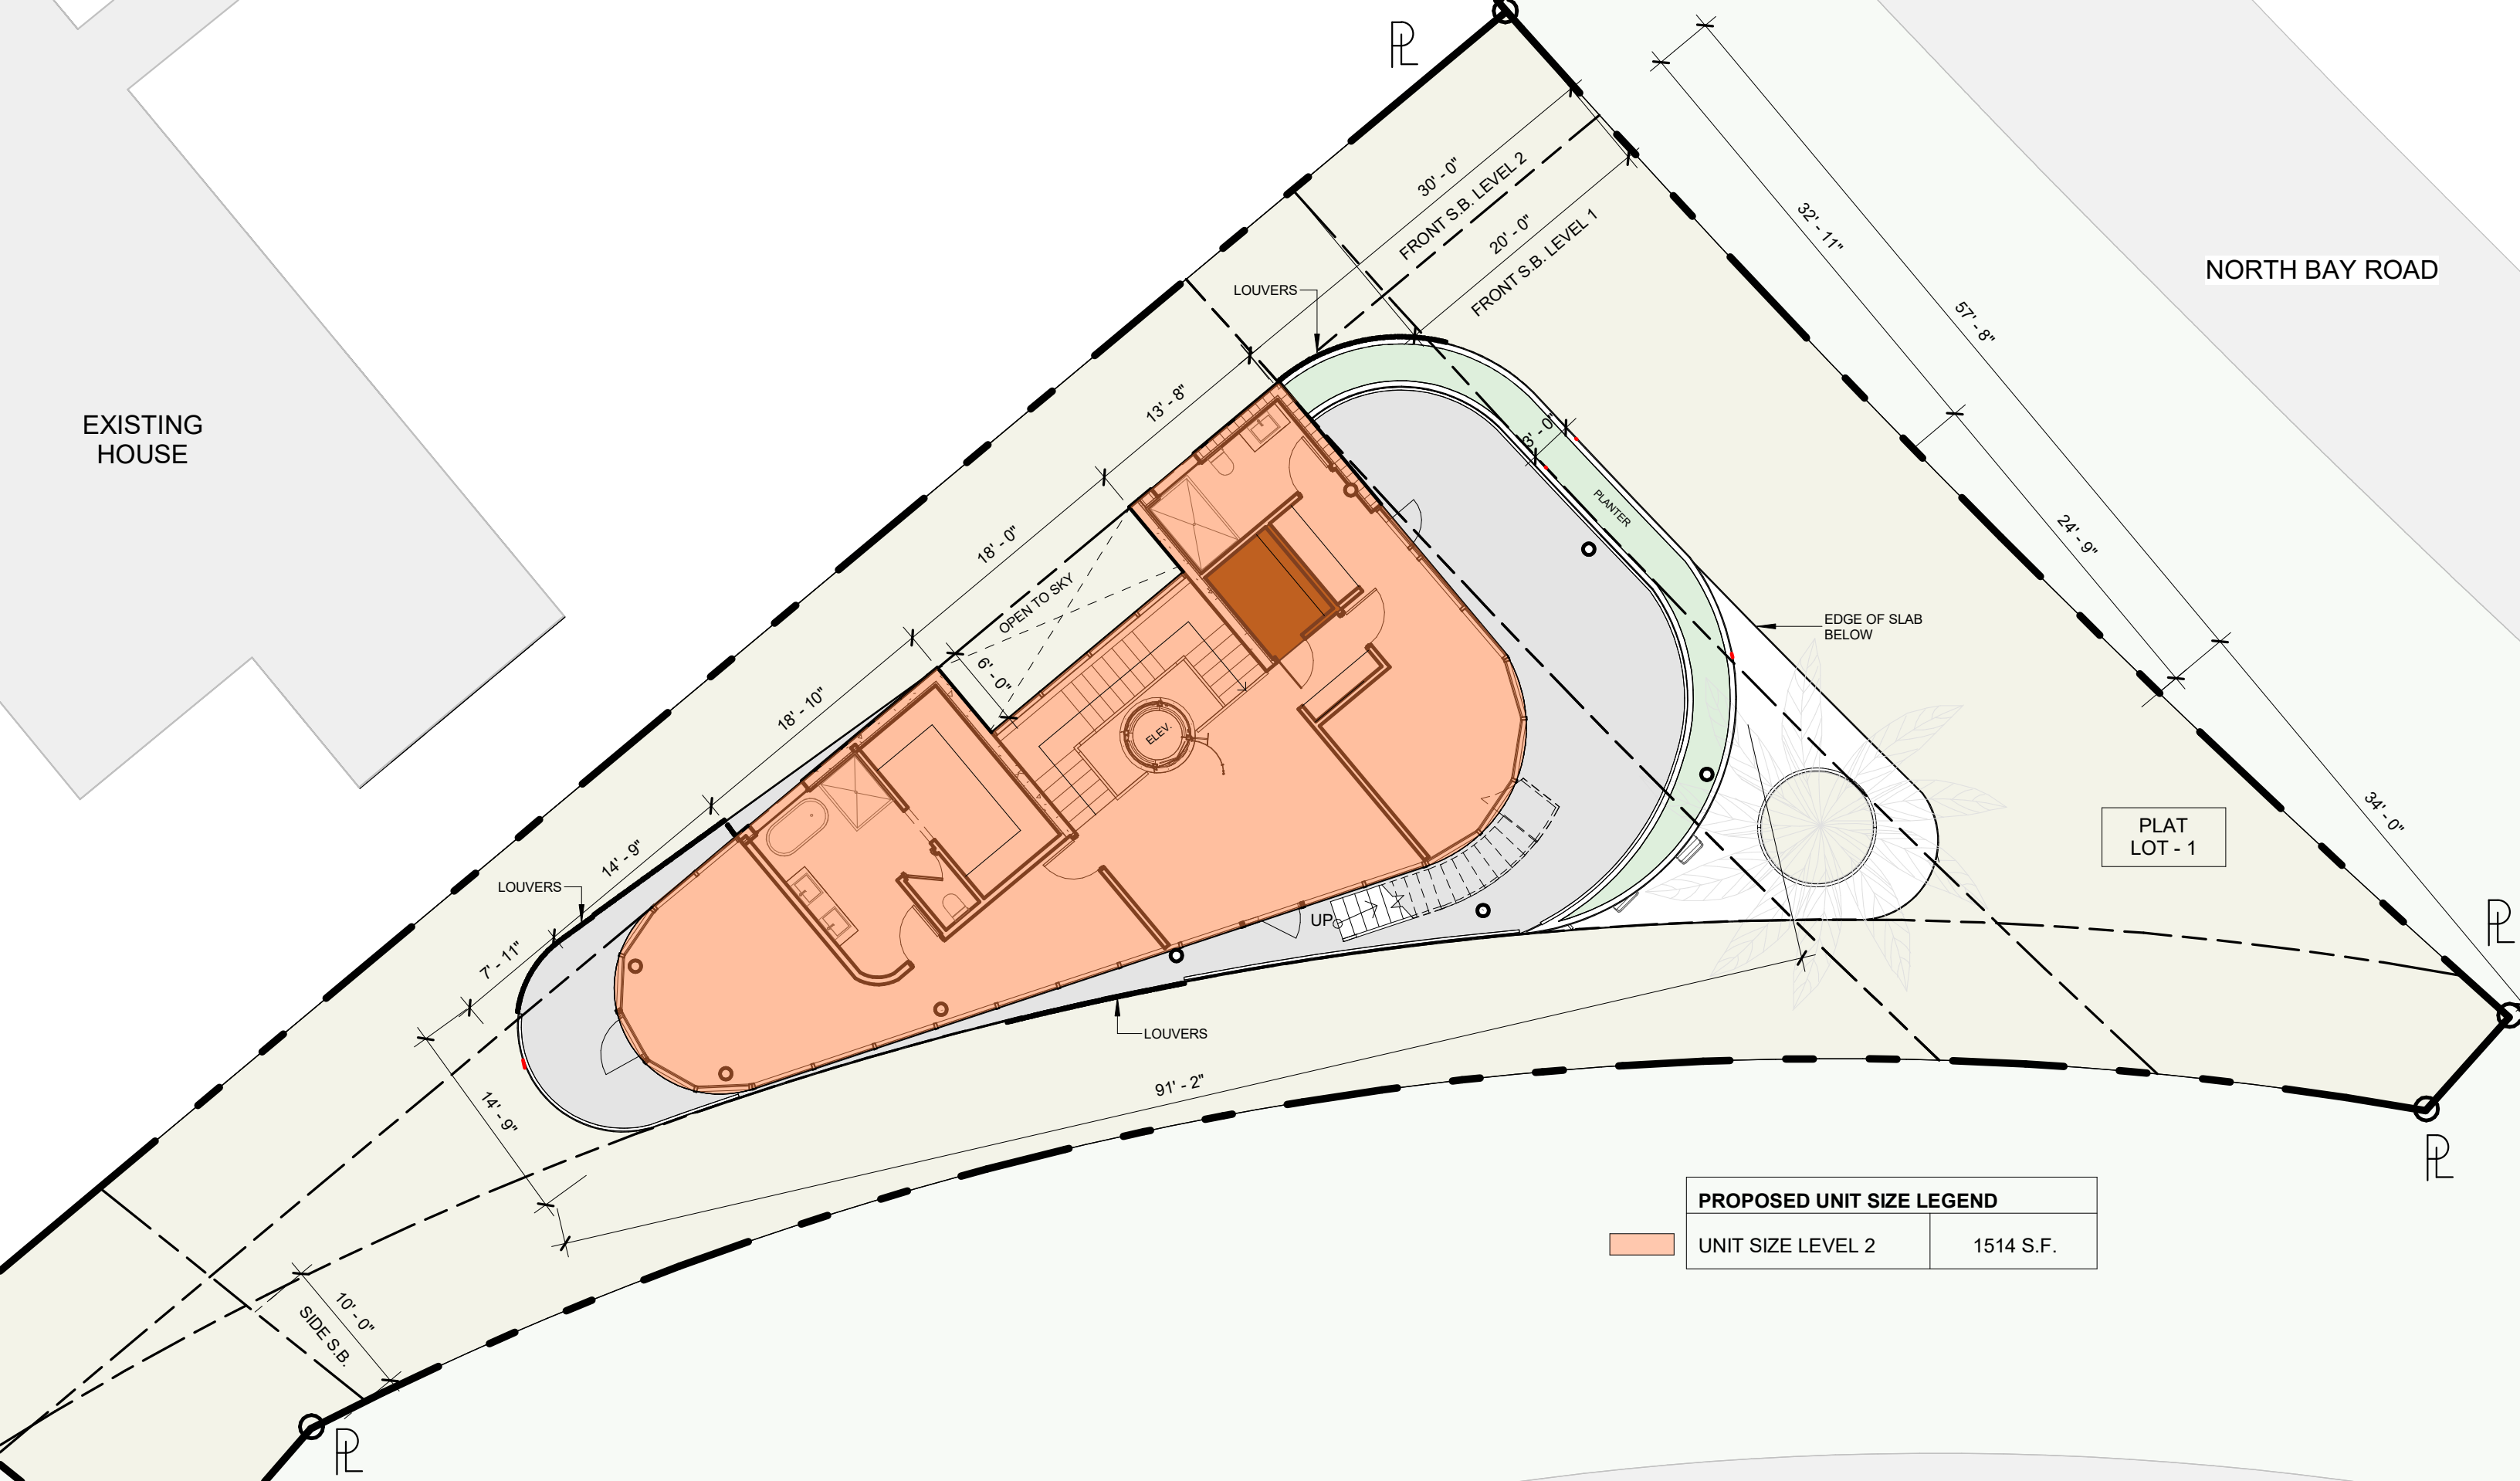 PL
30' - 0"
FRONT S.B. LEVEL 2
20' - 0"
FRONT S.B. LEVEL 1
32' - 11"
57' - 8"
NORTH BAY ROAD
LOUVERS
EXISTING
HOUSE
13' - 8"
3' - 0"
PLANTER
18' - 0"
OPEN TO SKY
24' - 9"
EDGE OF SLAB
BELOW
6' - 0"
18' - 10"
ELEV.
34' - 0"
PLAT
LOT - 1
14' - 9"
LOUVERS
UP
PL
7' - 11"
LOUVERS
91' - 2"
14' - 9"
PL
PROPOSED UNIT SIZE LEGEND
UNIT SIZE LEVEL 2 1514 S.F.
10' - 0"
SIDE S.B.
PL